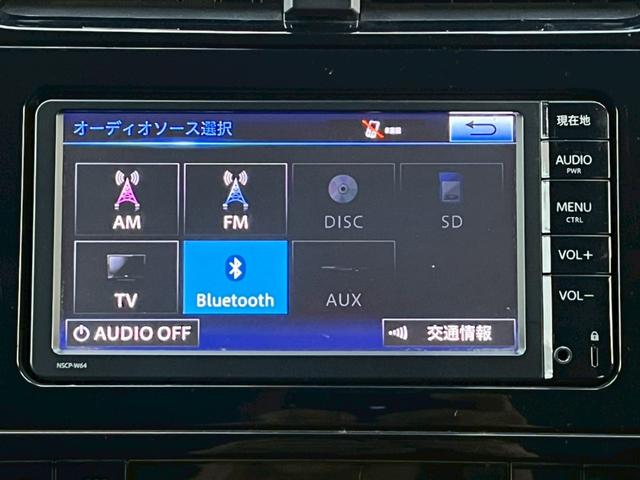 オーディオソース選択
現在地
AM
FM
DISC
SD
AUDIO
PWR
TV
Bluetooth
AUX
MENU
CTRL
VOL+
VOL−
AUDIO OFF
交通情報
NSCP-W64